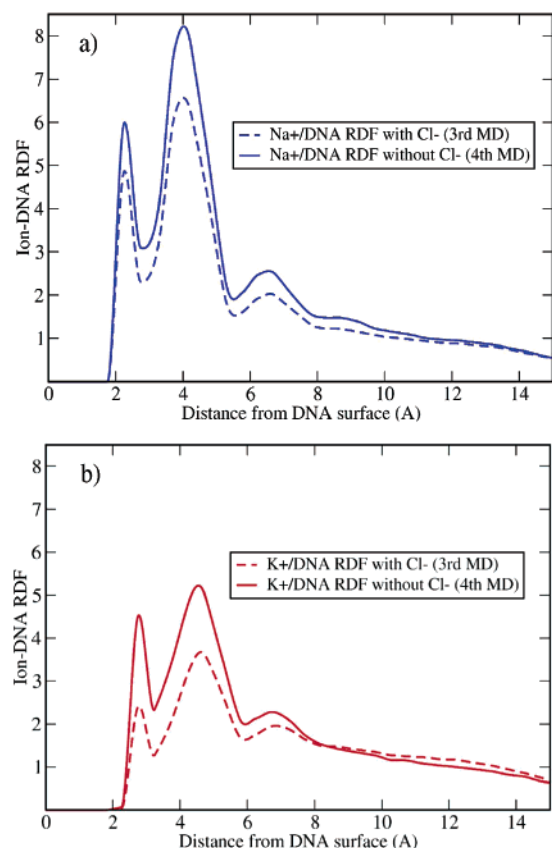 a)
8
7
6
5
4
3
2
1
Ion-DNA RDF
Na+/DNA RDF with Cl- (3rd MD)
Na+/DNA RDF without Cl- (4th MD)
0 2 4 6 8 10 12 14
Distance from DNA surface (A)
b)
8
7
6
5
4
3
2
1
Ion-DNA RDF
K+/DNA RDF with Cl- (3rd MD)
K+/DNA RDF without Cl- (4th MD)
0 2 4 6 8 10 12 14
Distance from DNA surface (A)